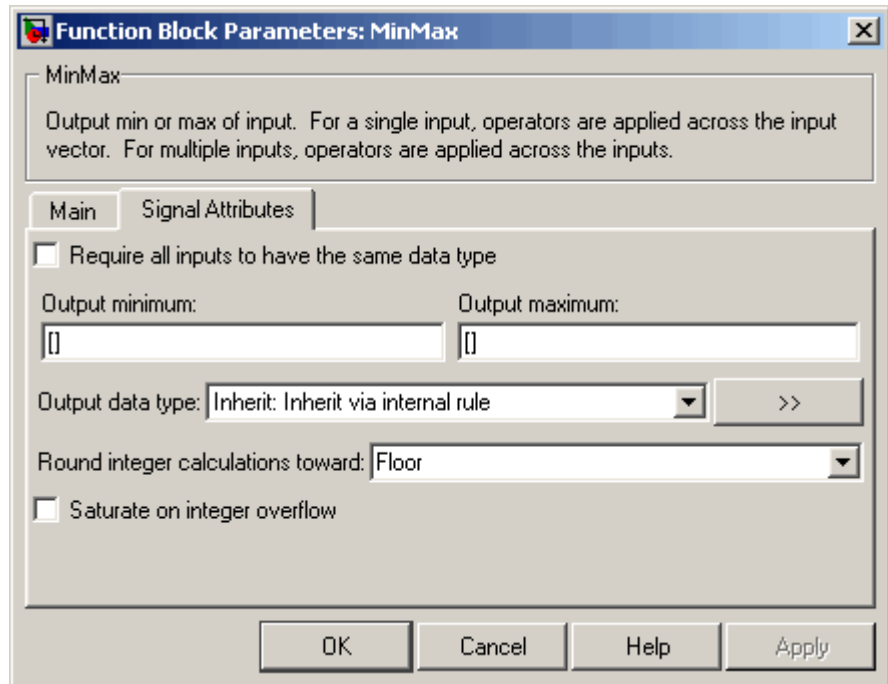 Function Block Parameters: MinMax
MinMax
Output min or max of input. For a single input, operators are applied across the input
vector. For multiple inputs, operators are applied across the inputs.
Main Signal Attributes
Require all inputs to have the same data type
Output minimum: Output maximum:
[] []
Output data type: Inherit: Inherit via internal rule >>
Round integer calculations toward: Floor
Saturate on integer overflow
OK Cancel Help Apply